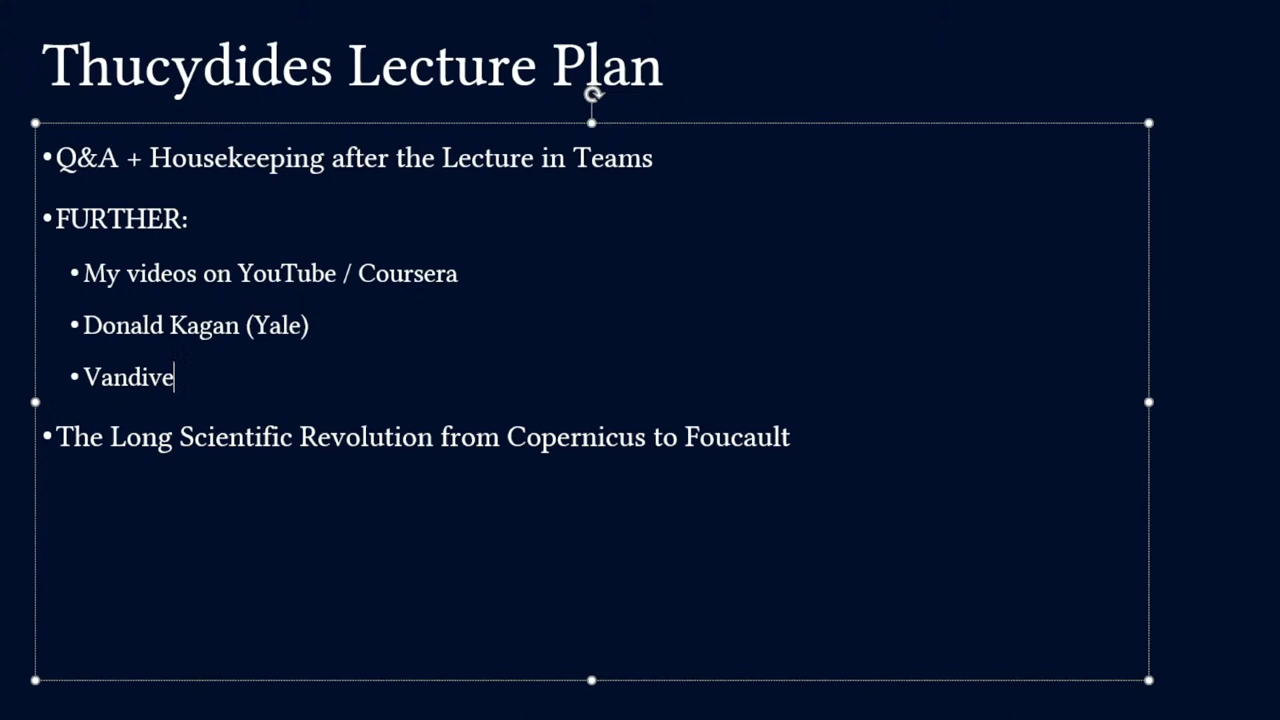 Thucydides Lecture Plan
•Q&A + Housekeeping after the Lecture in Teams
•FURTHER:
•My videos on YouTube / Coursera
•Donald Kagan (Yale)
•Vandive
•The Long Scientific Revolution from Copernicus to Foucault